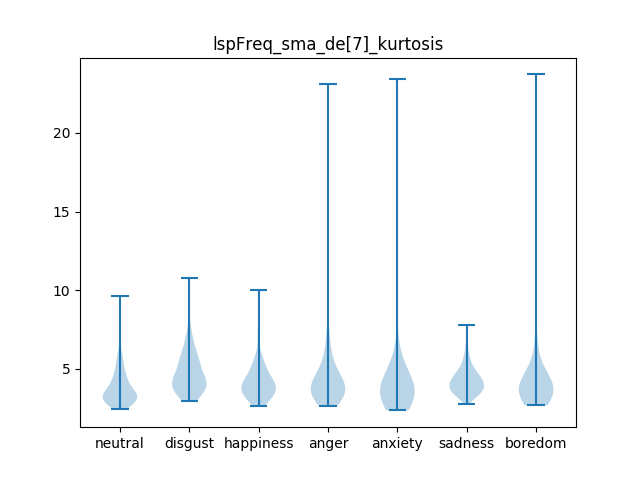 lspFreq_sma_de[7]_kurtosis
20
15
10
5
neutral disgust happiness anger anxiety sadness boredom